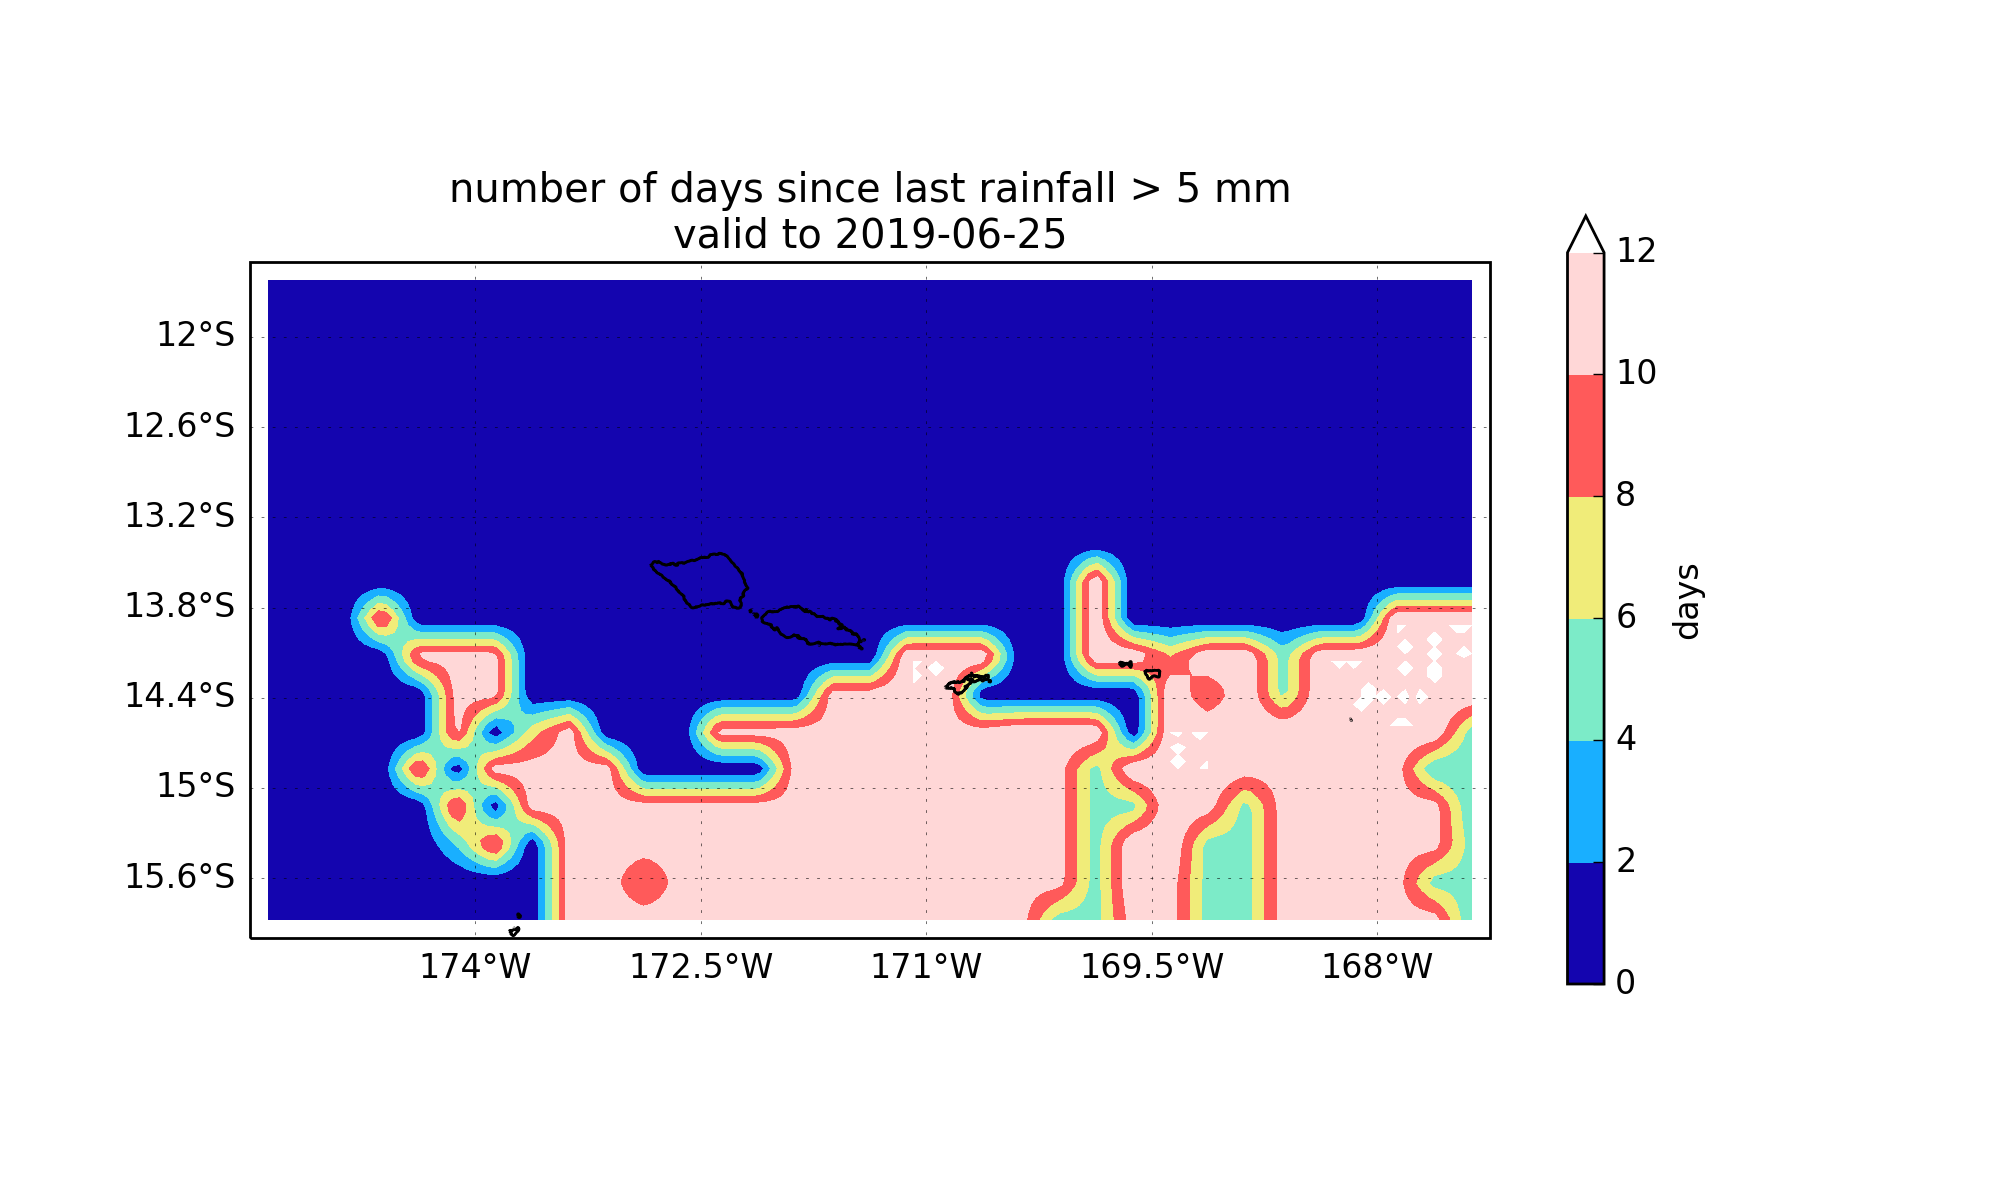 number of days since last rainfall > 5 mm
valid to 2019-06-25
12°S
12.6°S
13.2°S
13.8°S
14.4°S
15°S
15.6°S
174°W
172.5°W
171°W
169.5°W
168°W
12
10
8
6
4
2
0
days